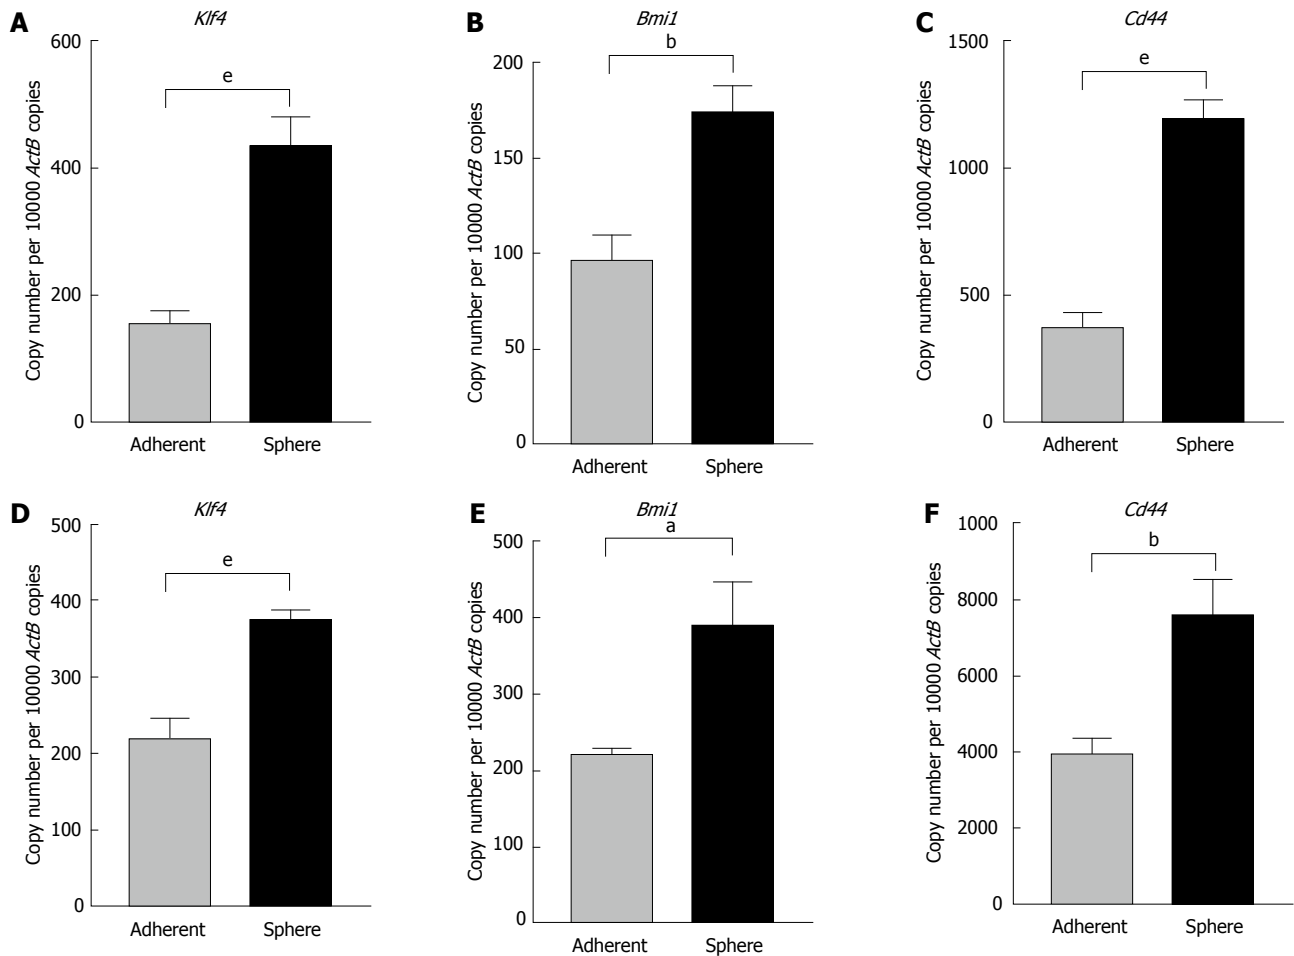 A
Klf4
Copy number per 10000 ActB copies
600
400
200
0
e
Adherent
Sphere
B
Bmi1
Copy number per 10000 ActB copies
200
150
100
50
0
b
Adherent
Sphere
C
Cd44
Copy number per 10000 ActB copies
1500
1000
500
0
e
Adherent
Sphere
D
Klf4
Copy number per 10000 ActB copies
500
400
300
200
100
0
e
Adherent
Sphere
E
Bmi1
Copy number per 10000 ActB copies
500
400
300
200
100
0
a
Adherent
Sphere
F
Cd44
Copy number per 10000 ActB copies
1000
8000
6000
4000
2000
0
b
Adherent
Sphere